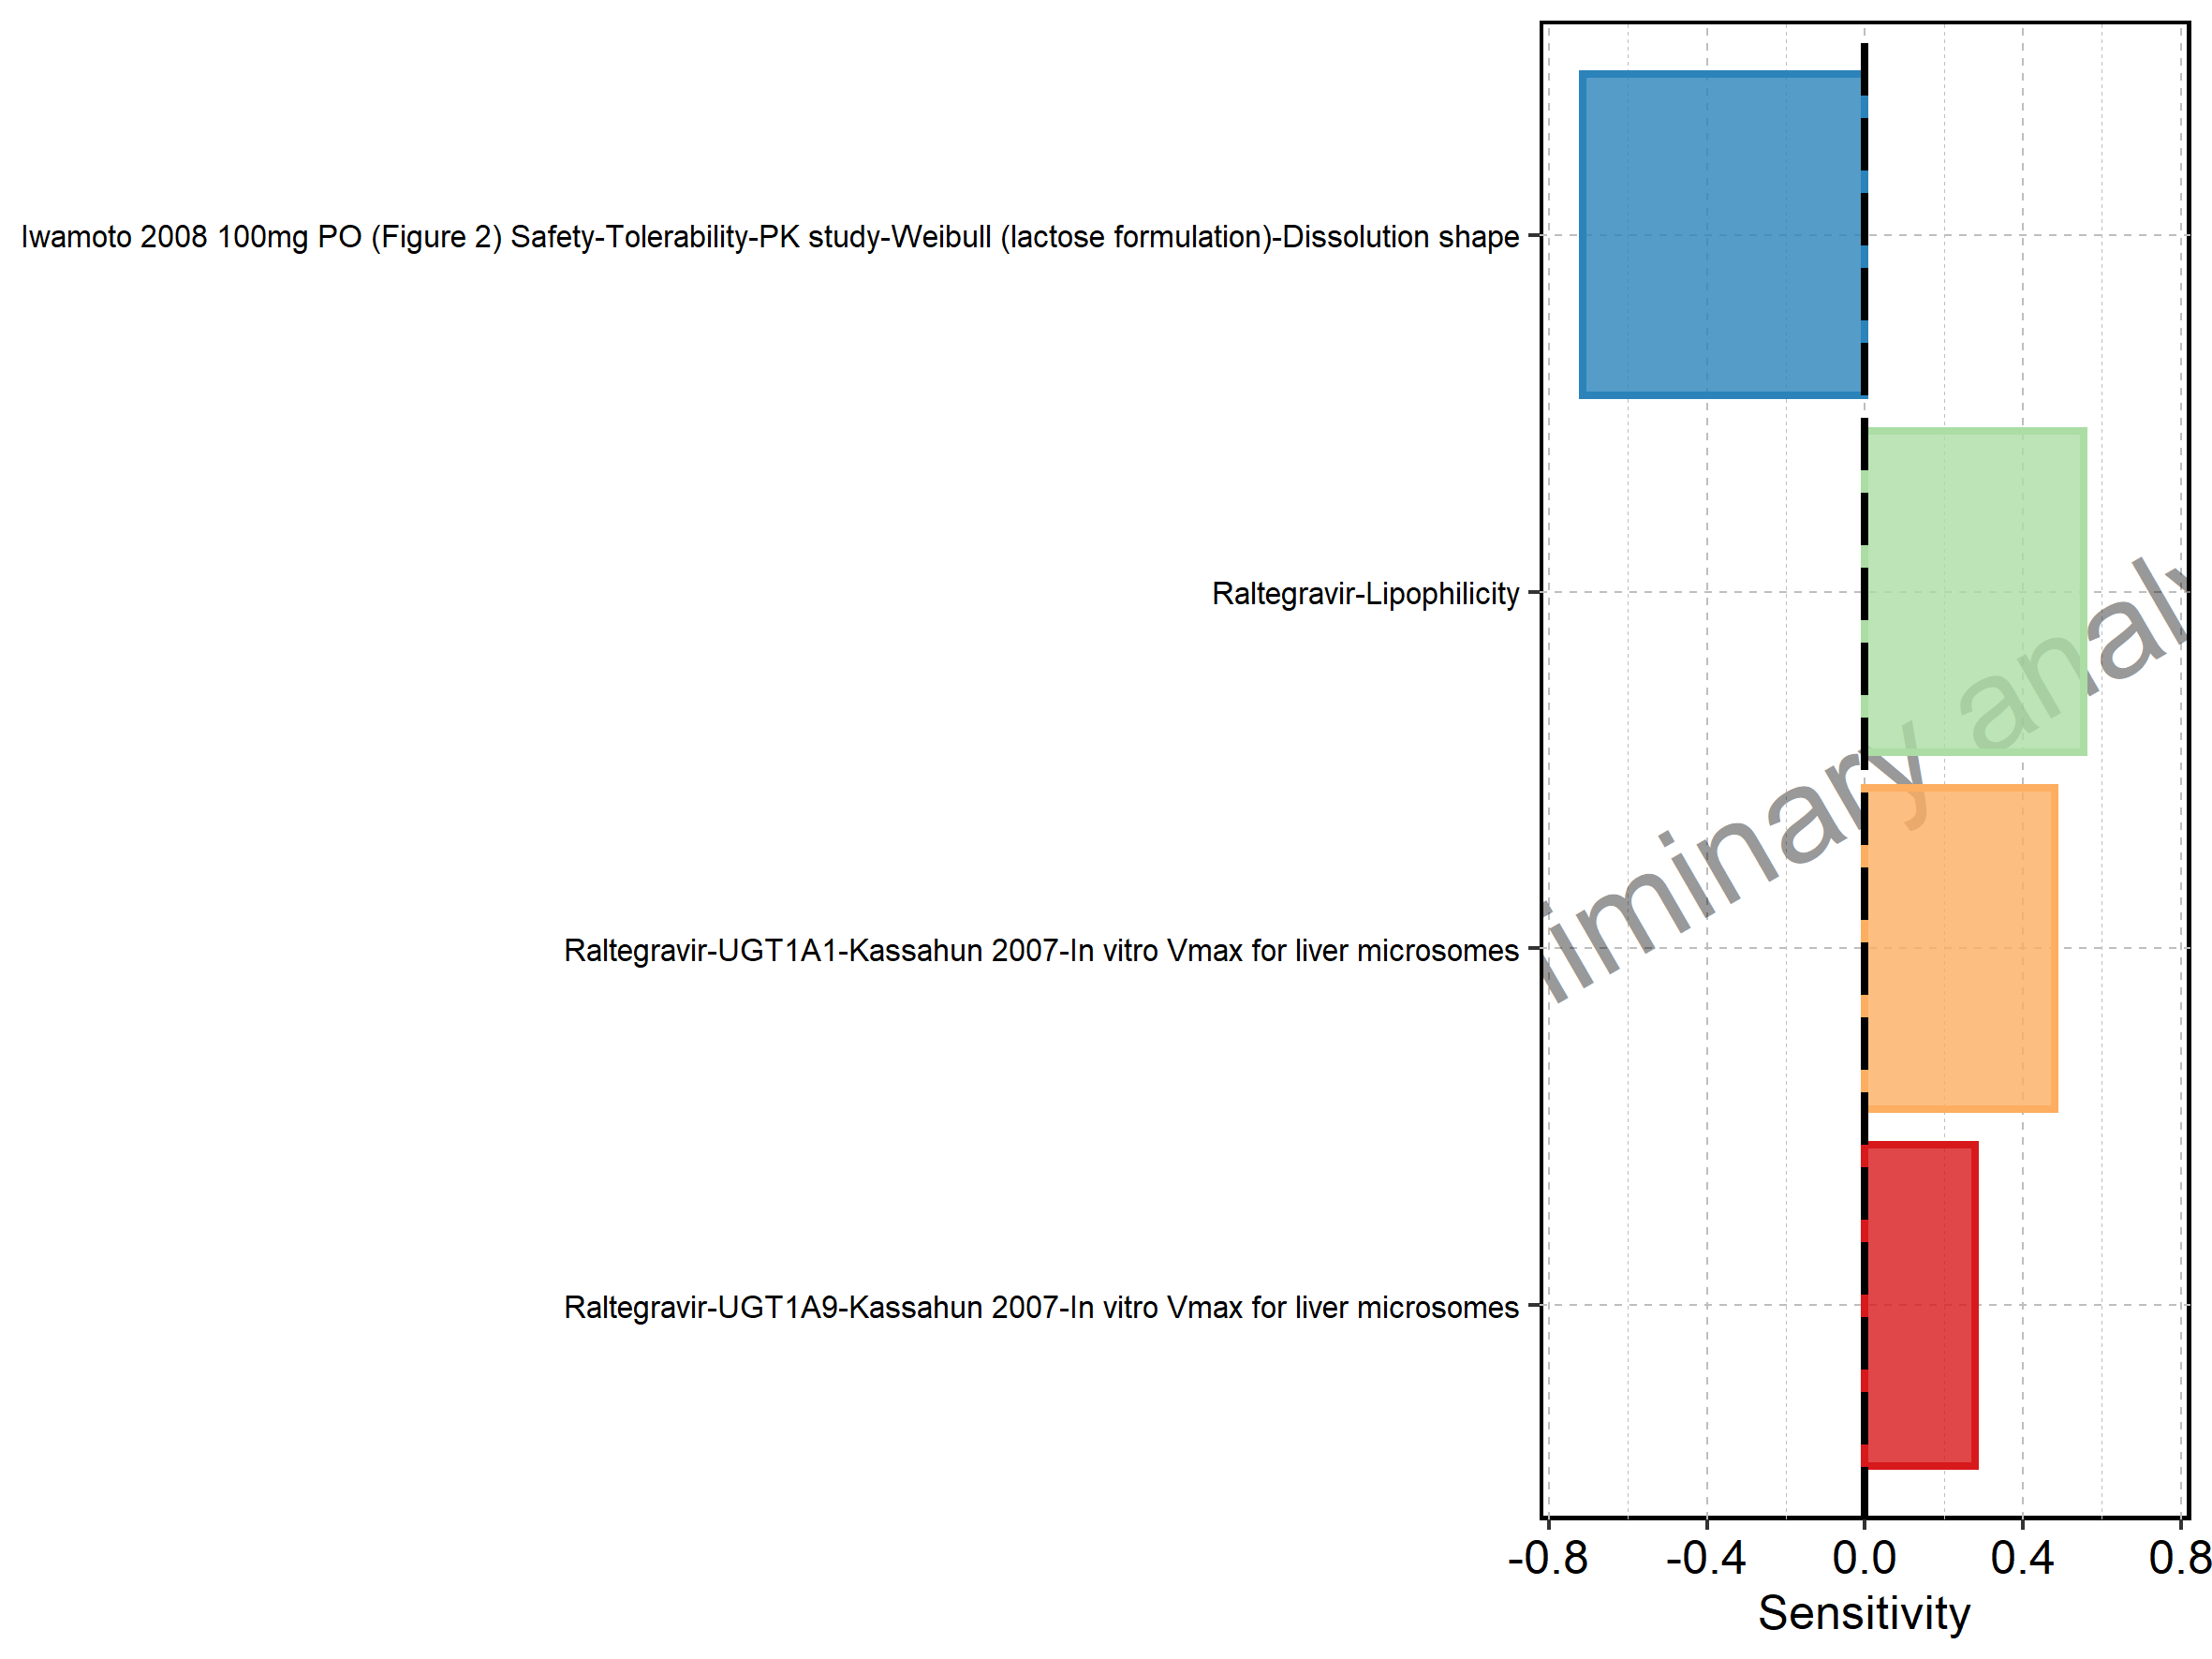 Iwamoto 2008 100mg PO (Figure 2) Safety-Tolerability-PK study-Weibull (lactose formulation)-Dissolution shape
Raltegravir-Lipophilicity
iminary analy
Raltegravir-UGT1A1-Kassahun 2007-In vitro Vmax for liver microsomes
Raltegravir-UGT1A9-Kassahun 2007-In vitro Vmax for liver microsomes
-0.8 -0.4 0.0 0.4 0.8
Sensitivity